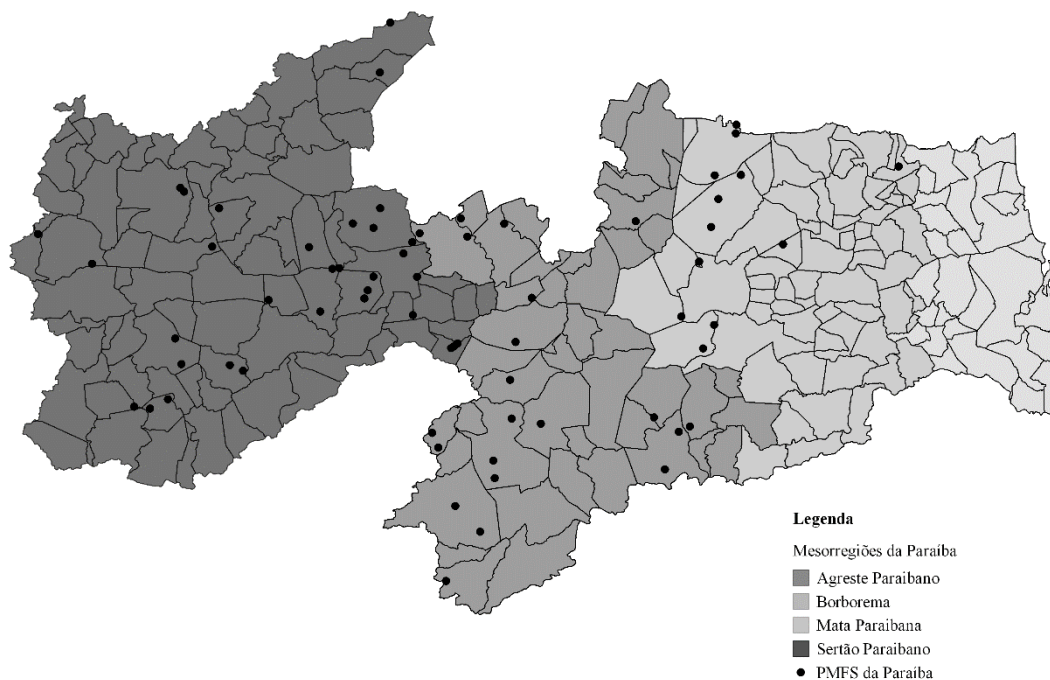 Legenda
Mesorregiões da Paraíba
Agreste Paraibano
Borborema
Mata Paraibana
Sertão Paraibano
PMFS da Paraíba